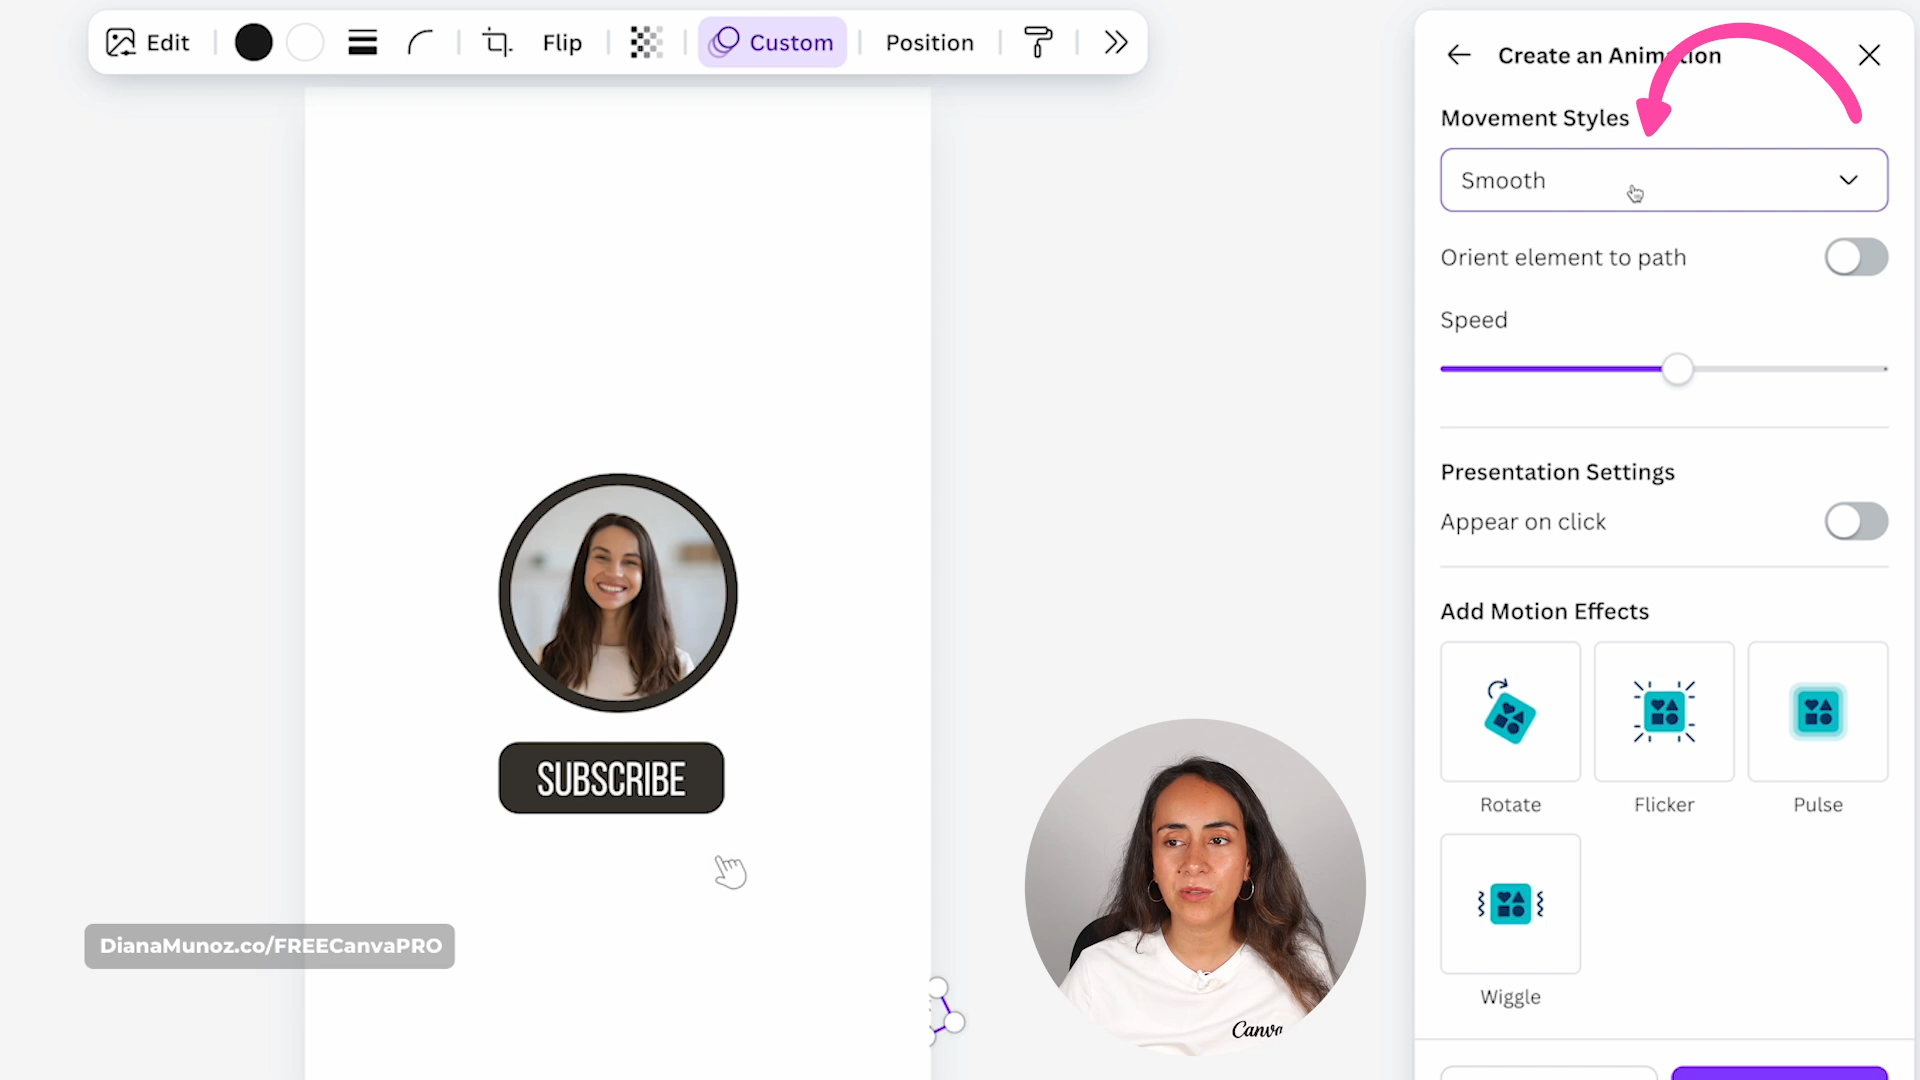 Edit
Flip
Custom
Position
Create an Animation
Movement Styles
Smooth
Orient element to path
Speed
Presentation Settings
Appear on click
Add Motion Effects
Rotate
Flicker
Pulse
Wiggle
SUBSCRIBE
DianaMunoz.co/FREECanvaPRO
Canva